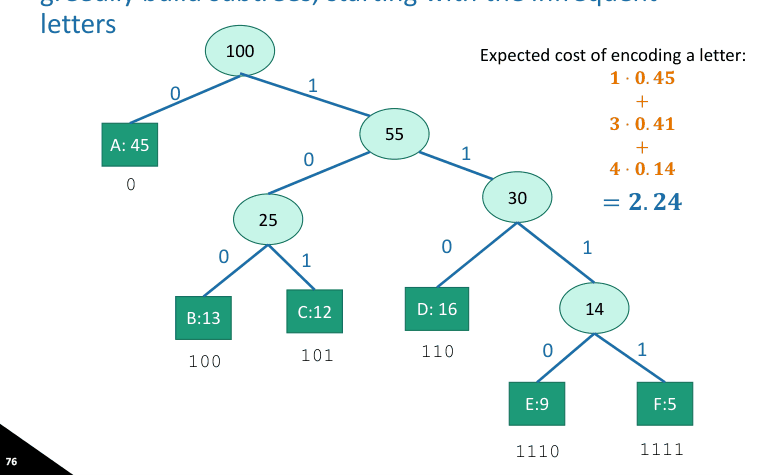 letters
100
Expected cost of encoding a letter:
1 · 0.45
+
3 · 0.41
+
4 · 0.14
= 2.24
0
1
A: 45
0
55
0
1
25
30
0
1
0
1
B:13
C:12
D: 16
14
100
101
110
0
1
E:9
F:5
1110
1111
76